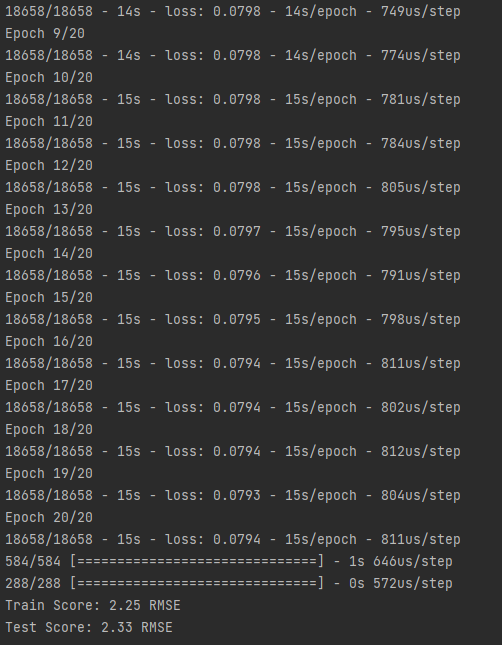 18658/18658 - 14s - loss: 0.0798 - 14s/epoch - 749us/step
Epoch 9/20
18658/18658 - 14s - loss: 0.0798 - 14s/epoch - 774us/step
Epoch 10/20
18658/18658 - 15s - loss: 0.0798 - 15s/epoch - 781us/step
Epoch 11/20
18658/18658 - 15s - loss: 0.0798 - 15s/epoch - 784us/step
Epoch 12/20
18658/18658 - 15s - loss: 0.0798 - 15s/epoch - 805us/step
Epoch 13/20
18658/18658 - 15s - loss: 0.0797 - 15s/epoch - 795us/step
Epoch 14/20
18658/18658 - 15s - loss: 0.0796 - 15s/epoch - 791us/step
Epoch 15/20
18658/18658 - 15s - loss: 0.0795 - 15s/epoch - 798us/step
Epoch 16/20
18658/18658 - 15s - loss: 0.0794 - 15s/epoch - 811us/step
Epoch 17/20
18658/18658 - 15s - loss: 0.0794 - 15s/epoch - 802us/step
Epoch 18/20
18658/18658 - 15s - loss: 0.0794 - 15s/epoch - 812us/step
Epoch 19/20
18658/18658 - 15s - loss: 0.0793 - 15s/epoch - 804us/step
Epoch 20/20
18658/18658 - 15s - loss: 0.0794 - 15s/epoch - 811us/step
584/584 [==============================] - 1s 646us/step
288/288 [==============================] - 0s 572us/step
Train Score: 2.25 RMSE
Test Score: 2.33 RMSE